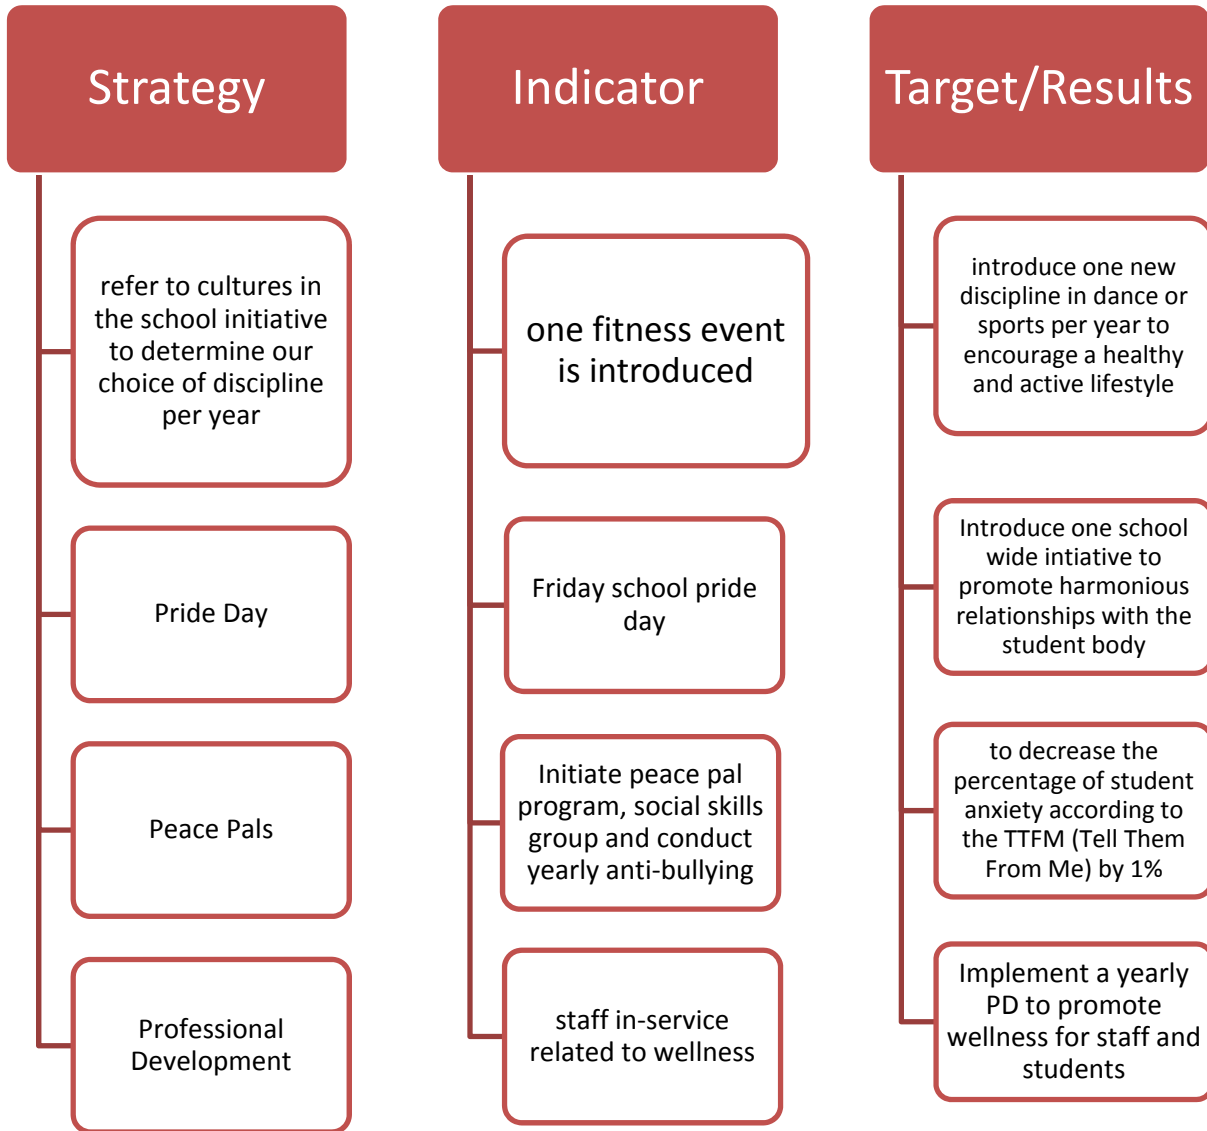 Strategy
refer to cultures in
the school initiative
to determine our
choice of discipline
per year
Pride Day
Peace Pals
Professional
Development
Indicator
one fitness event
is introduced
Friday school pride
day
Initiate peace pal
program, social skills
group and conduct
yearly anti-bullying
staff in-service
related to wellness
Target/Results
introduce one new
discipline in dance or
sports per year to
encourage a healthy
and active lifestyle
Introduce one school
wide intiative to
promote harmonious
relationships with the
student body
to decrease the
percentage of student
anxiety according to
the TTFM (Tell Them
From Me) by 1%
Implement a yearly
PD to promote
wellness for staff and
students